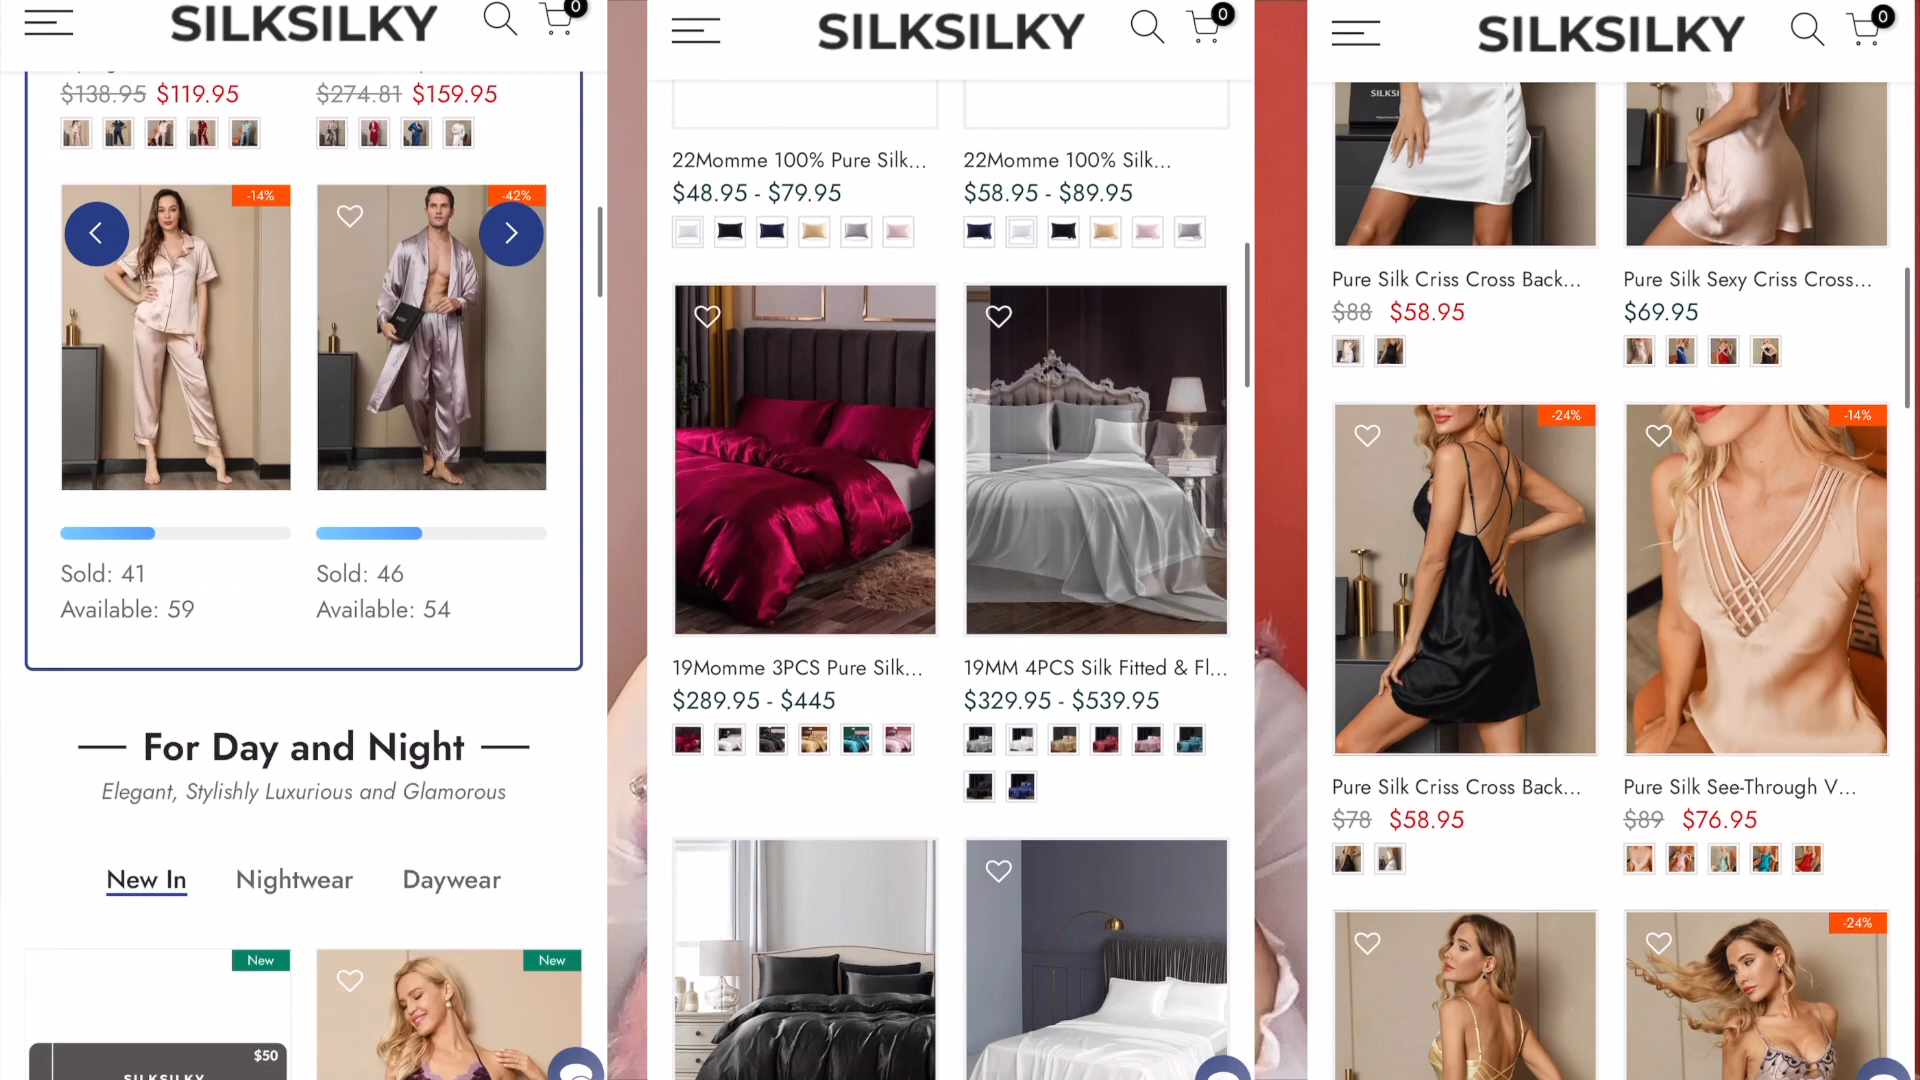 SILKSILKY
0
$138.95 $119.95
$274.81 $159.95
-14%
-42%
Sold: 41
Available: 59
Sold: 46
Available: 54
For Day and Night
Elegant, Stylishly Luxurious and Glamorous
New In
Nightwear
Daywear
New
New
$50
SILKSILKY
SILKSILKY
0
22Momme 100% Pure Silk...
$48.95 - $79.95
22Momme 100% Silk...
$58.95 - $89.95
19Momme 3PCS Pure Silk...
$289.95 - $445
19MM 4PCS Silk Fitted & Fl...
$329.95 - $539.95
SILKSILKY
0
SILKSI
Pure Silk Criss Cross Back...
$88 $58.95
Pure Silk Sexy Criss Cross...
$69.95
-24%
-14%
Pure Silk Criss Cross Back...
$78 $58.95
Pure Silk See-Through V...
$89 $76.95
-24%